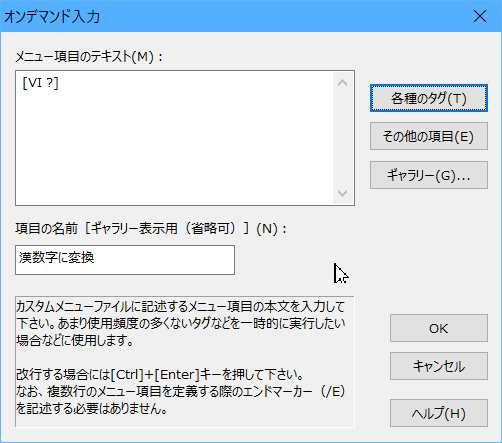 オンデマンド入力
メニュー項目のテキスト(M)：
[VI ?]
各種のタグ(T)
その他の項目(E)
ギャラリー(G)...
項目の名前［ギャラリー表示用（省略可）］(N)：
漢数字に変換
カスタムメニューファイルに記述するメニュー項目の本文を入力して
下さい。あまり使用頻度の多くないタグなどを一時的に実行したい
場合などに使用します。
改行する場合には[Ctrl]+[Enter]キーを押して下さい。
なお、複数行のメニュー項目を定義する際のエンドマーカー（/E）
を記述する必要はありません。
OK
キャンセル
ヘルプ(H)